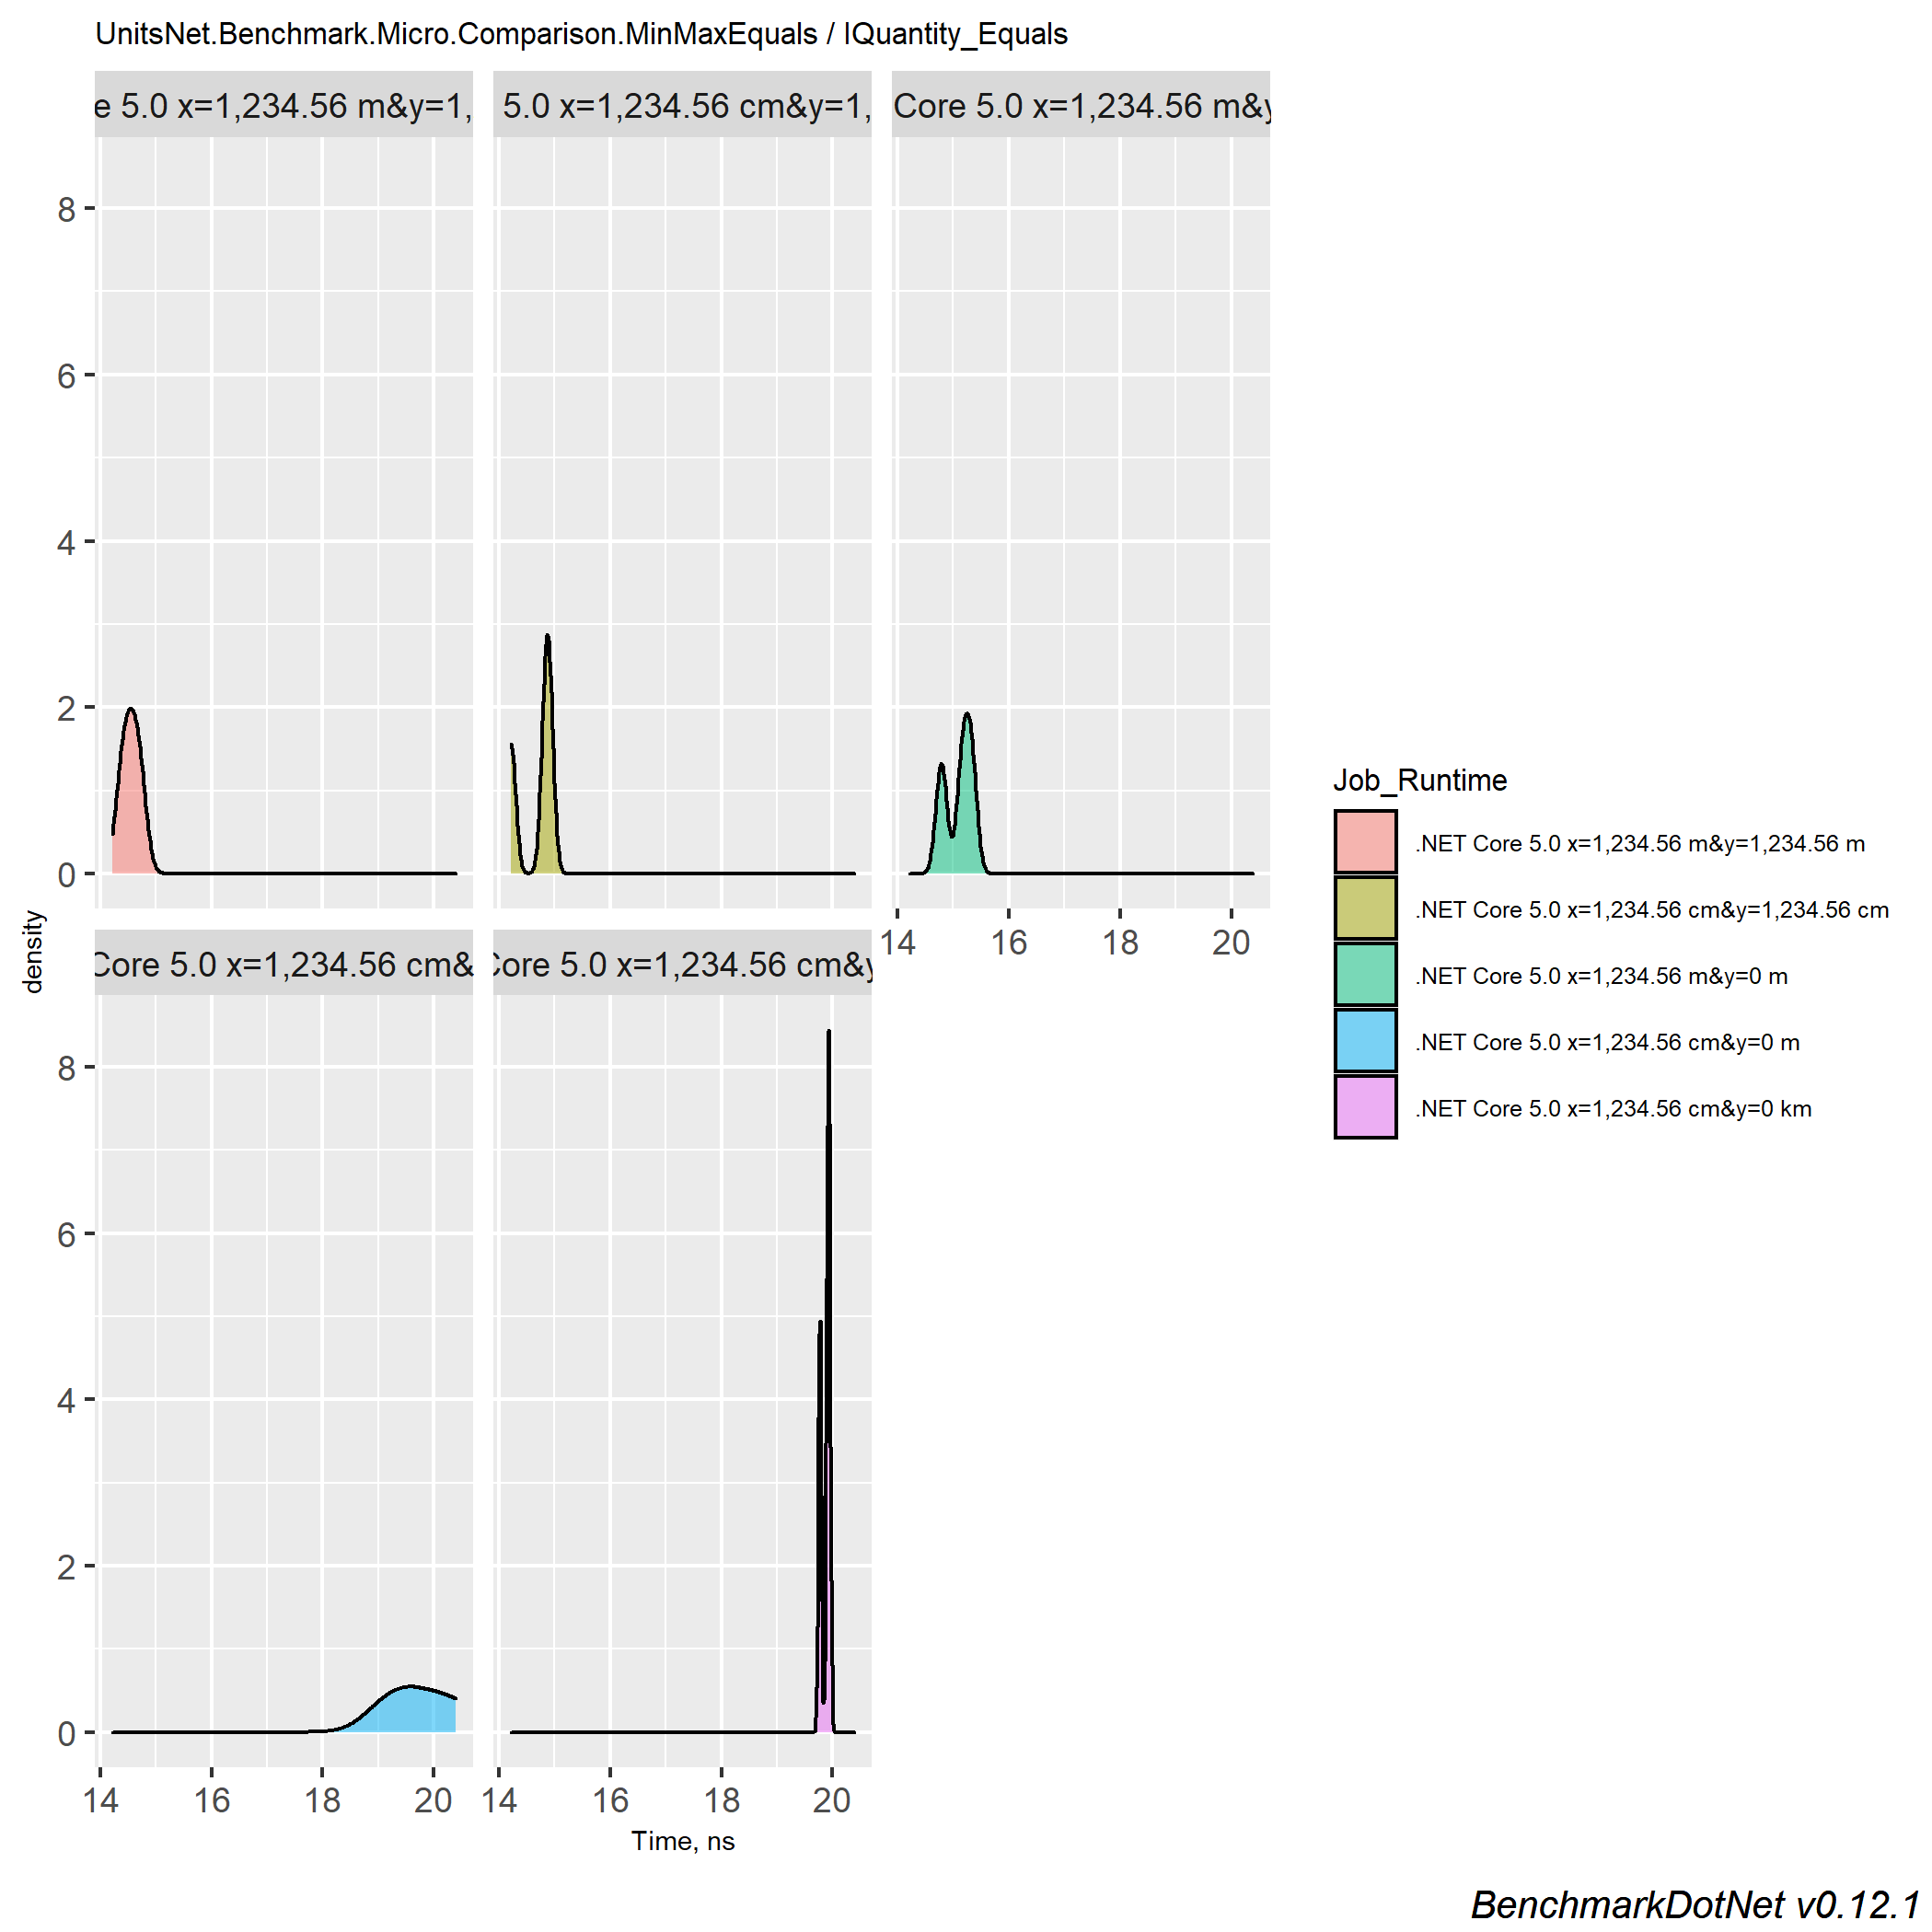 UnitsNet.Benchmark.Micro.Comparison.MinMaxEquals / IQuantity_Equals
e 5.0 x=1,234.56 m&y=1,
5.0 x=1,234.56 cm&y=1,
Core 5.0 x=1,234.56 m&y
8
6
4
2
0
14 16 18 20
density
Core 5.0 x=1,234.56 cm&
Core 5.0 x=1,234.56 cm&y
8
6
4
2
0
14 16 18 20
14 16 18 20
Time, ns
Job_Runtime
.NET Core 5.0 x=1,234.56 m&y=1,234.56 m
.NET Core 5.0 x=1,234.56 cm&y=1,234.56 cm
.NET Core 5.0 x=1,234.56 m&y=0 m
.NET Core 5.0 x=1,234.56 cm&y=0 m
.NET Core 5.0 x=1,234.56 cm&y=0 km
BenchmarkDotNet v0.12.1